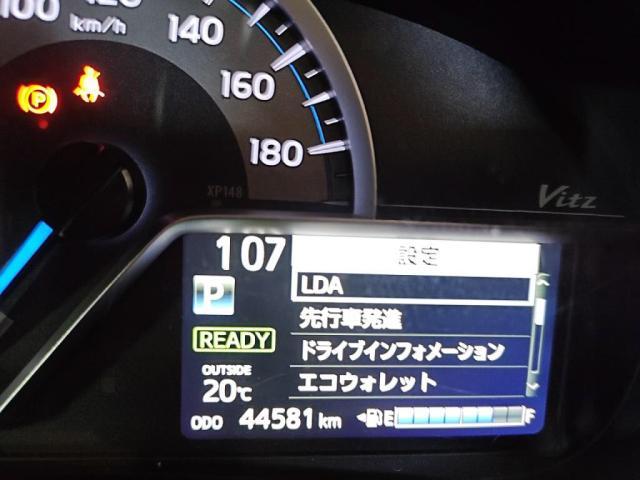 100
120
km/h
140
160
180
P
XP148
Vitz
107
設定
P
LDA
先行車発進
READY
ドライブインフォメーション
OUTSIDE
20℃
エコウォレット
ODO 44581 km
E F